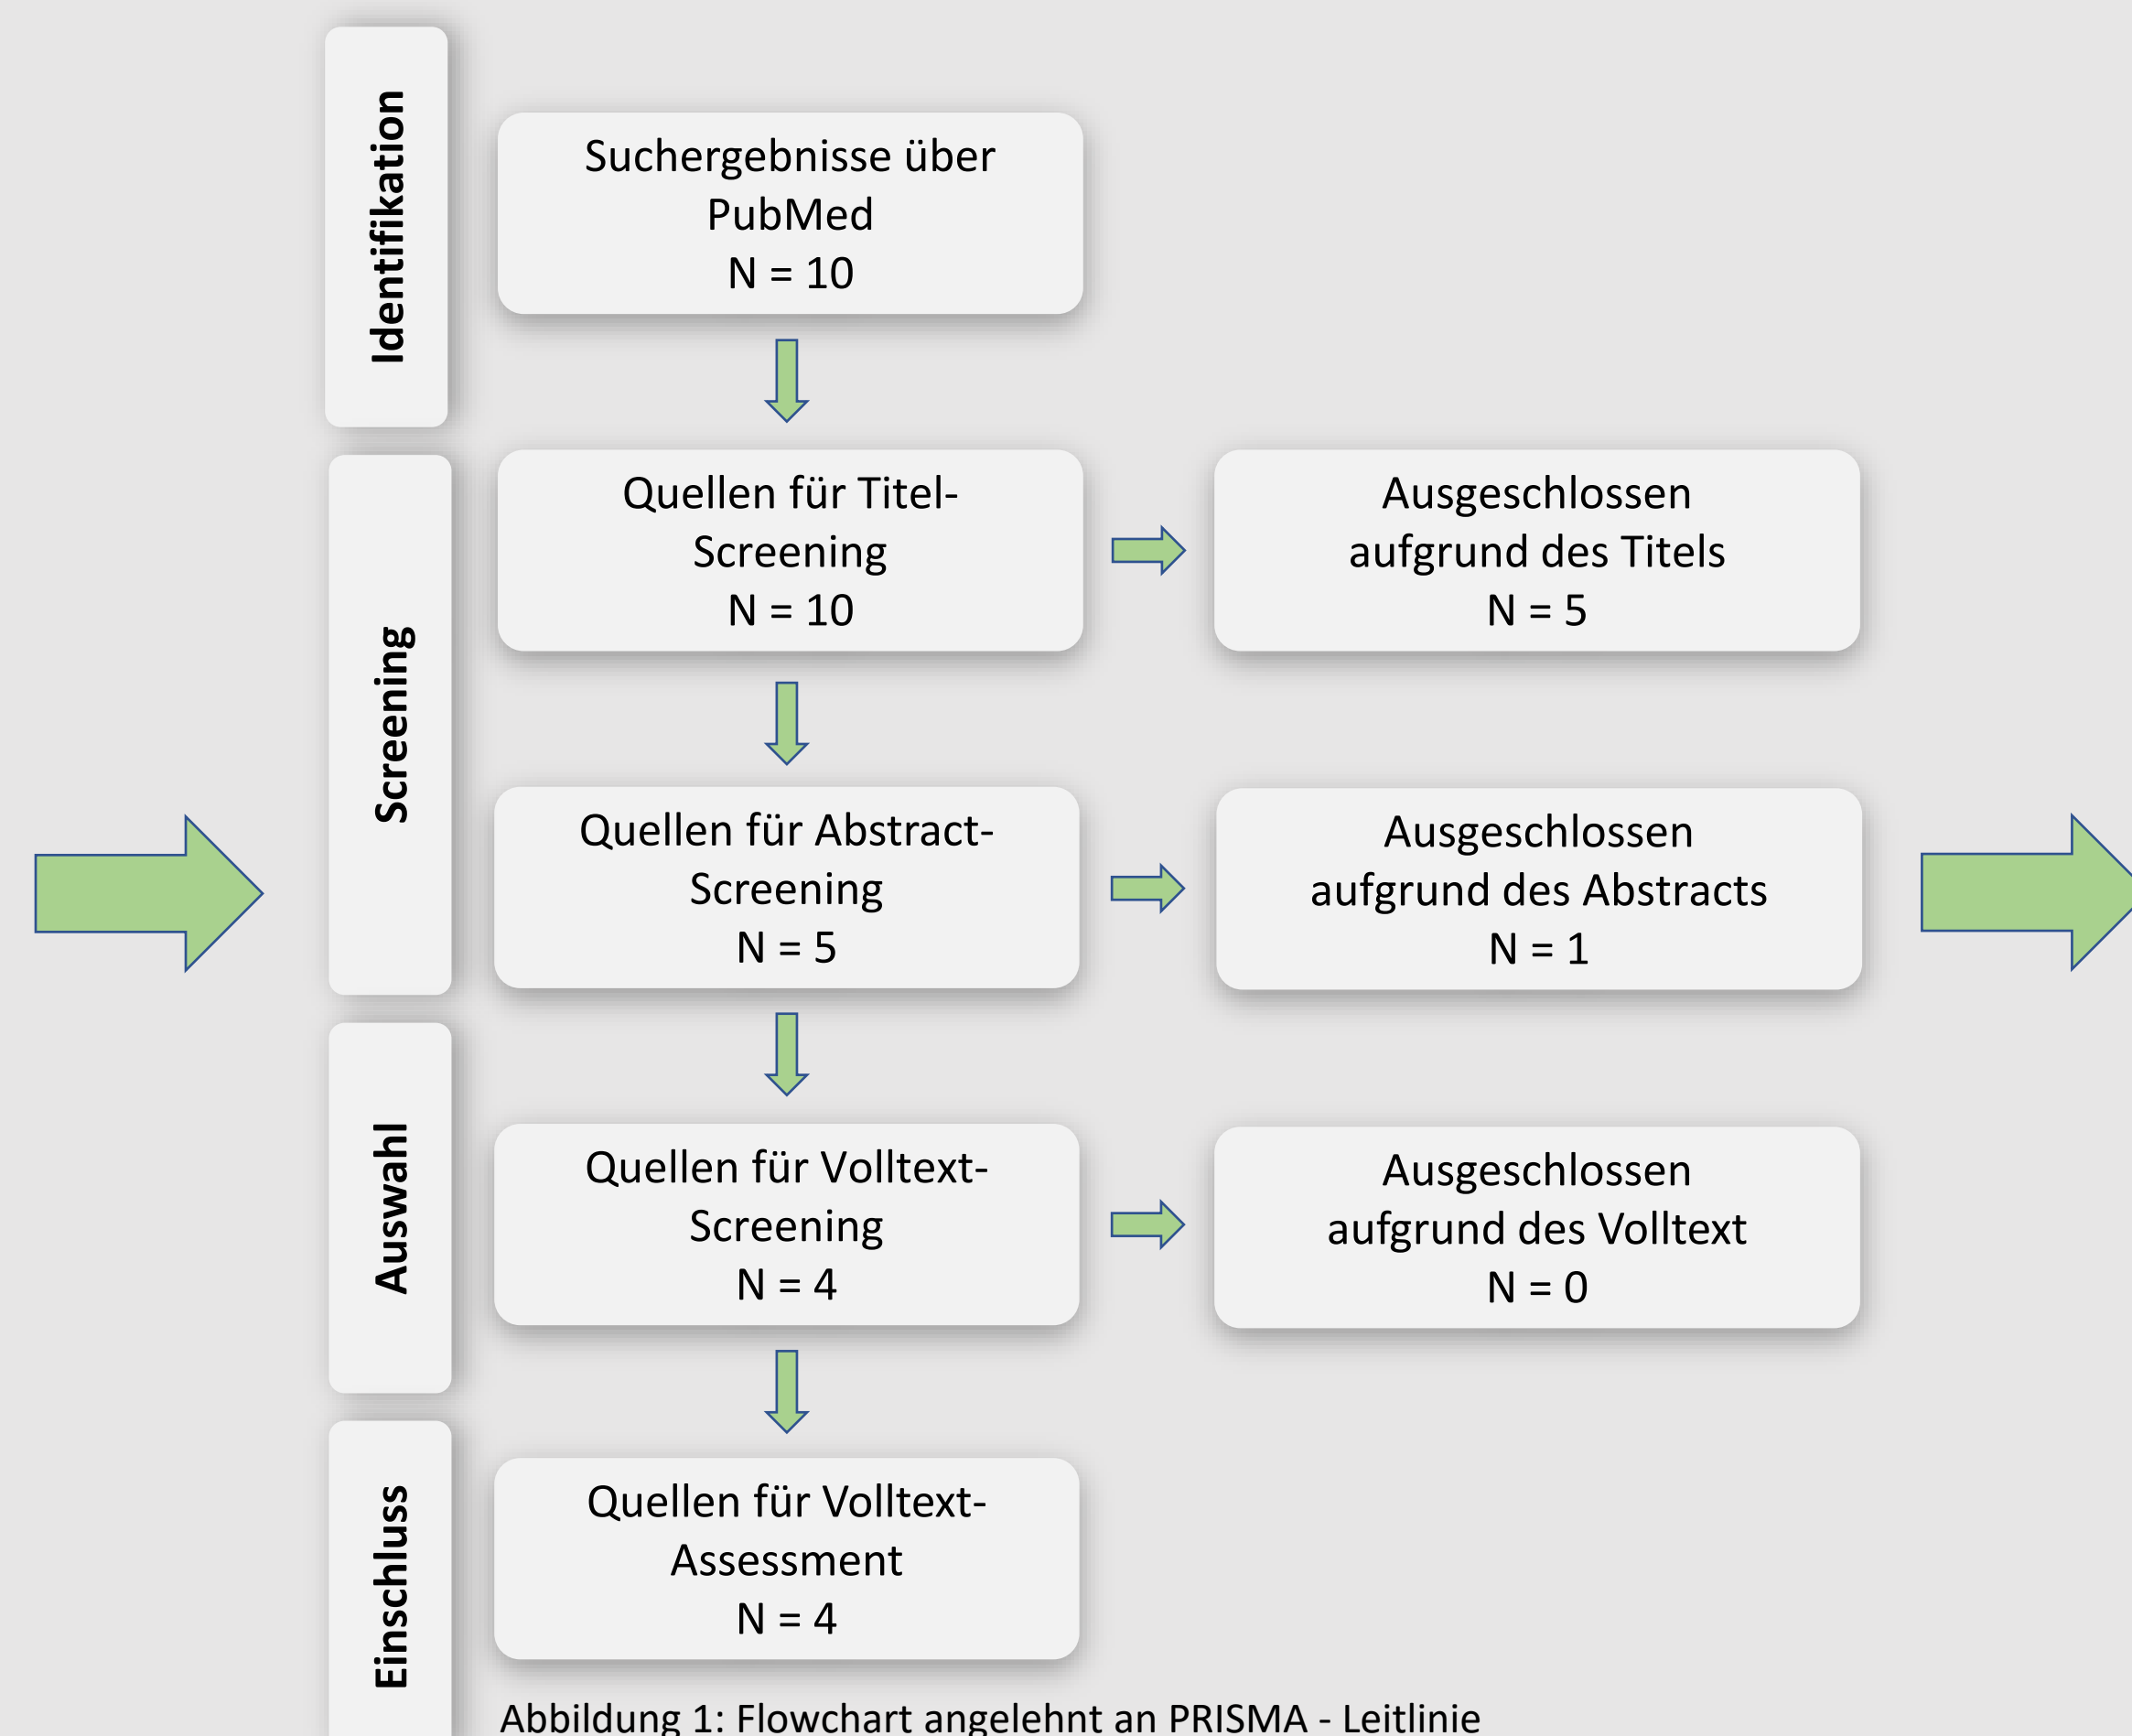 Identifikation
Suchergebnisse über
PubMed
N = 10
Screening
Quellen für Titel-
Screening
N = 10
Ausgeschlossen
aufgrund des Titels
N = 5
Quellen für Abstract-
Screening
N = 5
Ausgeschlossen
aufgrund des Abstracts
N = 1
Auswahl
Quellen für Volltext-
Screening
N = 4
Ausgeschlossen
aufgrund des Volltext
N = 0
Einschluss
Quellen für Volltext-
Assessment
N = 4
Abbildung 1: Flowchart angelehnt an PRISMA - Leitlinie